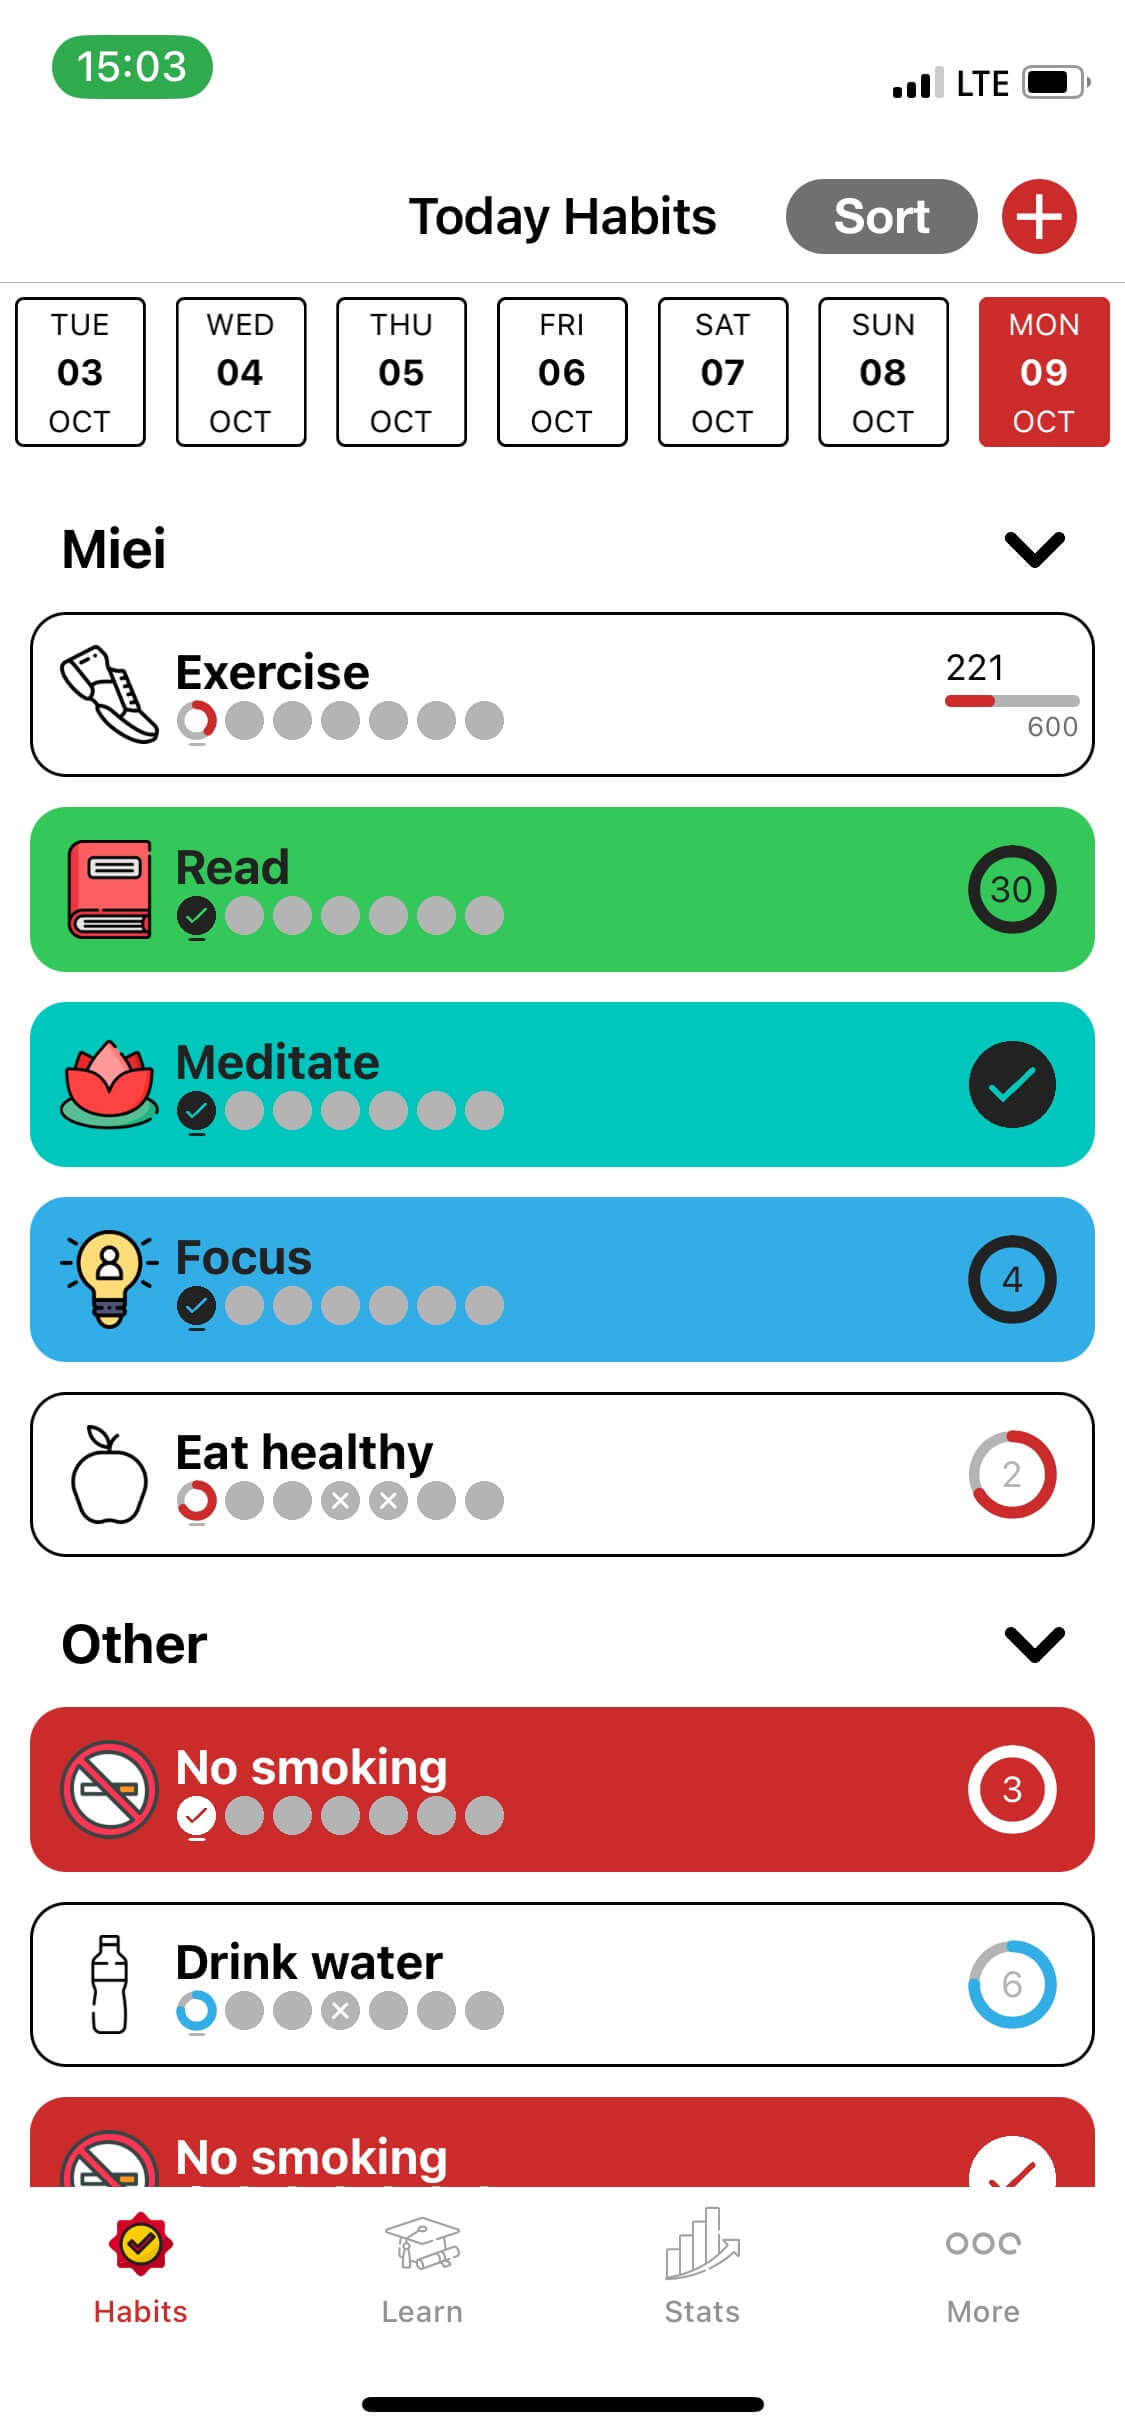 15:03
LTE
Today Habits
Sort
TUE
03
OCT
WED
04
OCT
THU
05
OCT
FRI
06
OCT
SAT
07
OCT
SUN
08
OCT
MON
09
OCT
Miei
Exercise
221
600
Read
30
Meditate
Focus
4
Eat healthy
2
Other
No smoking
3
Drink water
6
No smoking
Habits
Learn
Stats
More